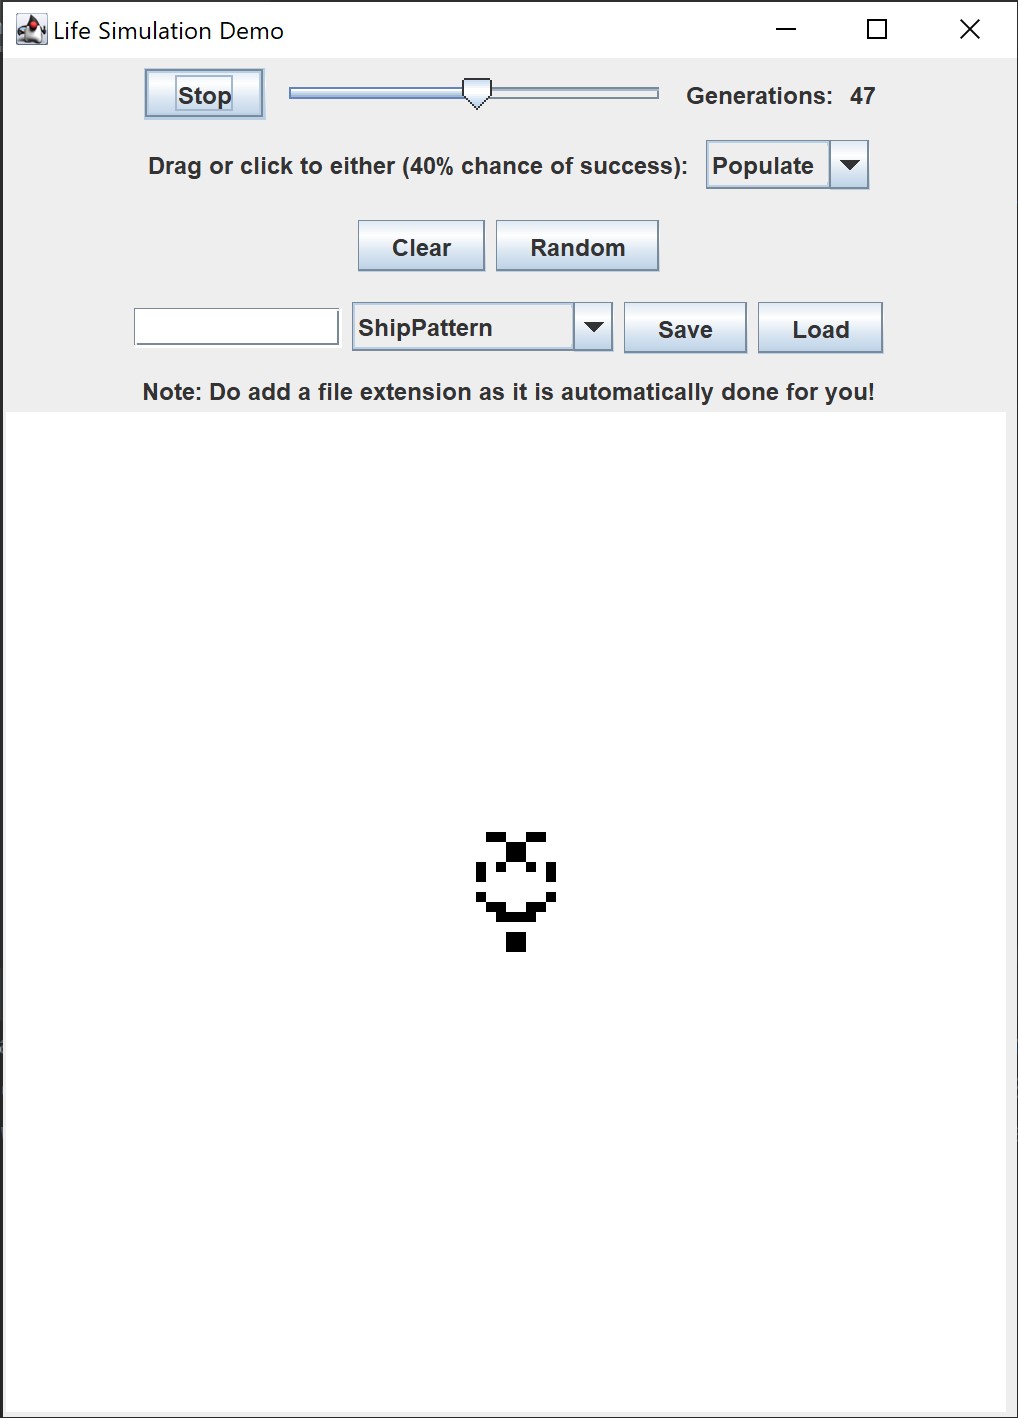 Life Simulation Demo
Stop Generations: 47
Drag or click to either (40% chance of success): Populate
Clear Random
ShipPattern Save Load
Note: Do add a file extension as it is automatically done for you!